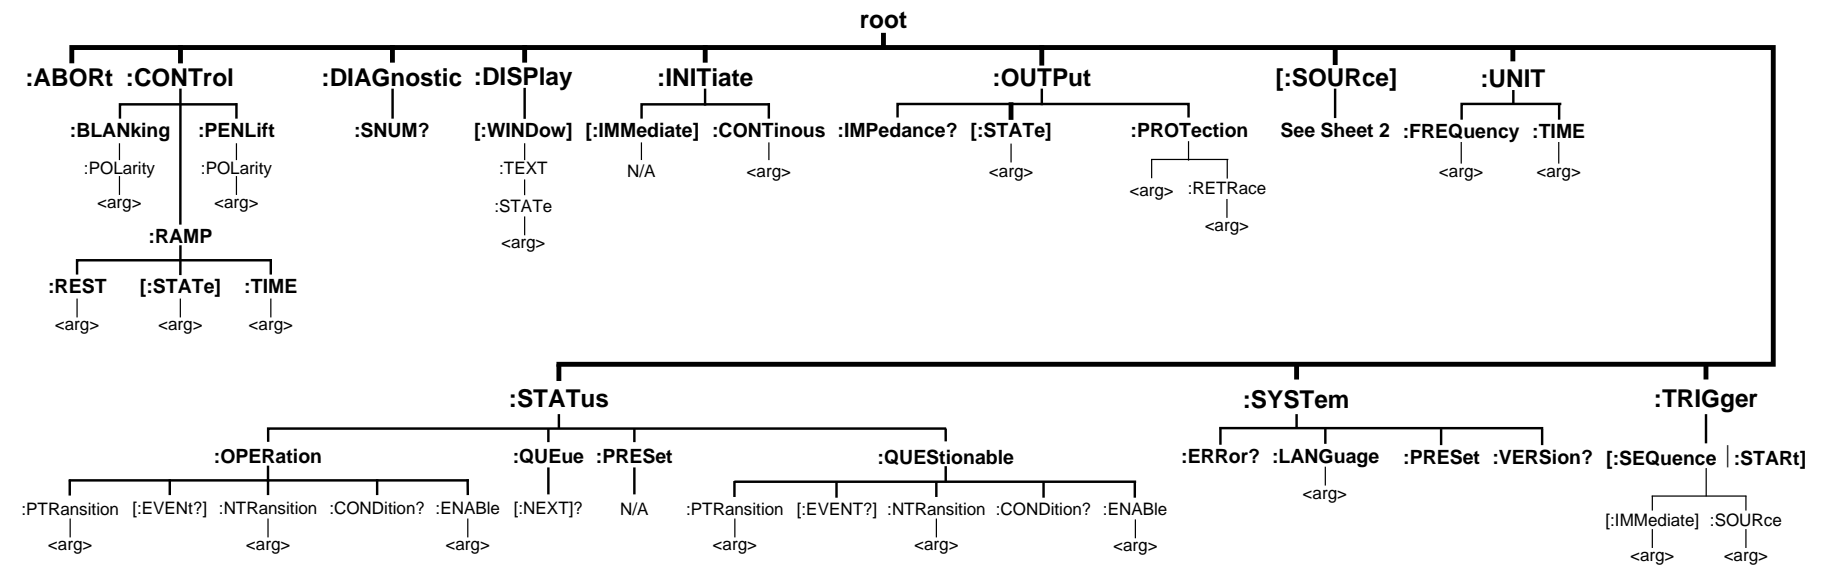 root
:ABORt :CONTrol :DIAGnostic :DISPlay :INITiate :OUTPut [:SOURce] :UNIT
:BLANking :PENLift :SNUM? [:WINDow] [:IMMediate] :CONTinous :IMPedance? [:STATe] :PROTection See Sheet 2 :FREQuency :TIME
:POLarity :POLarity :TEXT N/A <arg> <arg> <arg> <arg>
<arg> :RETRace
<arg> <arg> :STATe
<arg> <arg>
:RAMP
:REST [:STATe] :TIME
<arg> <arg> <arg>
:STATus :SYSTem :TRIGger
:OPERation :QUEue :PRESet :QUEStionable :ERRor? :LANGuage :PRESet :VERSion? [:SEQuence |:STARt]
<arg>
:PTRansition [:EVENt?] :NTRansition :CONDition? :ENABle [:NEXT]? N/A :PTRansition [:EVENT?] :NTRansition :CONDition? :ENABle
[:IMMediate] :SOURce
<arg> <arg> <arg> <arg> <arg> <arg>
<arg> <arg>